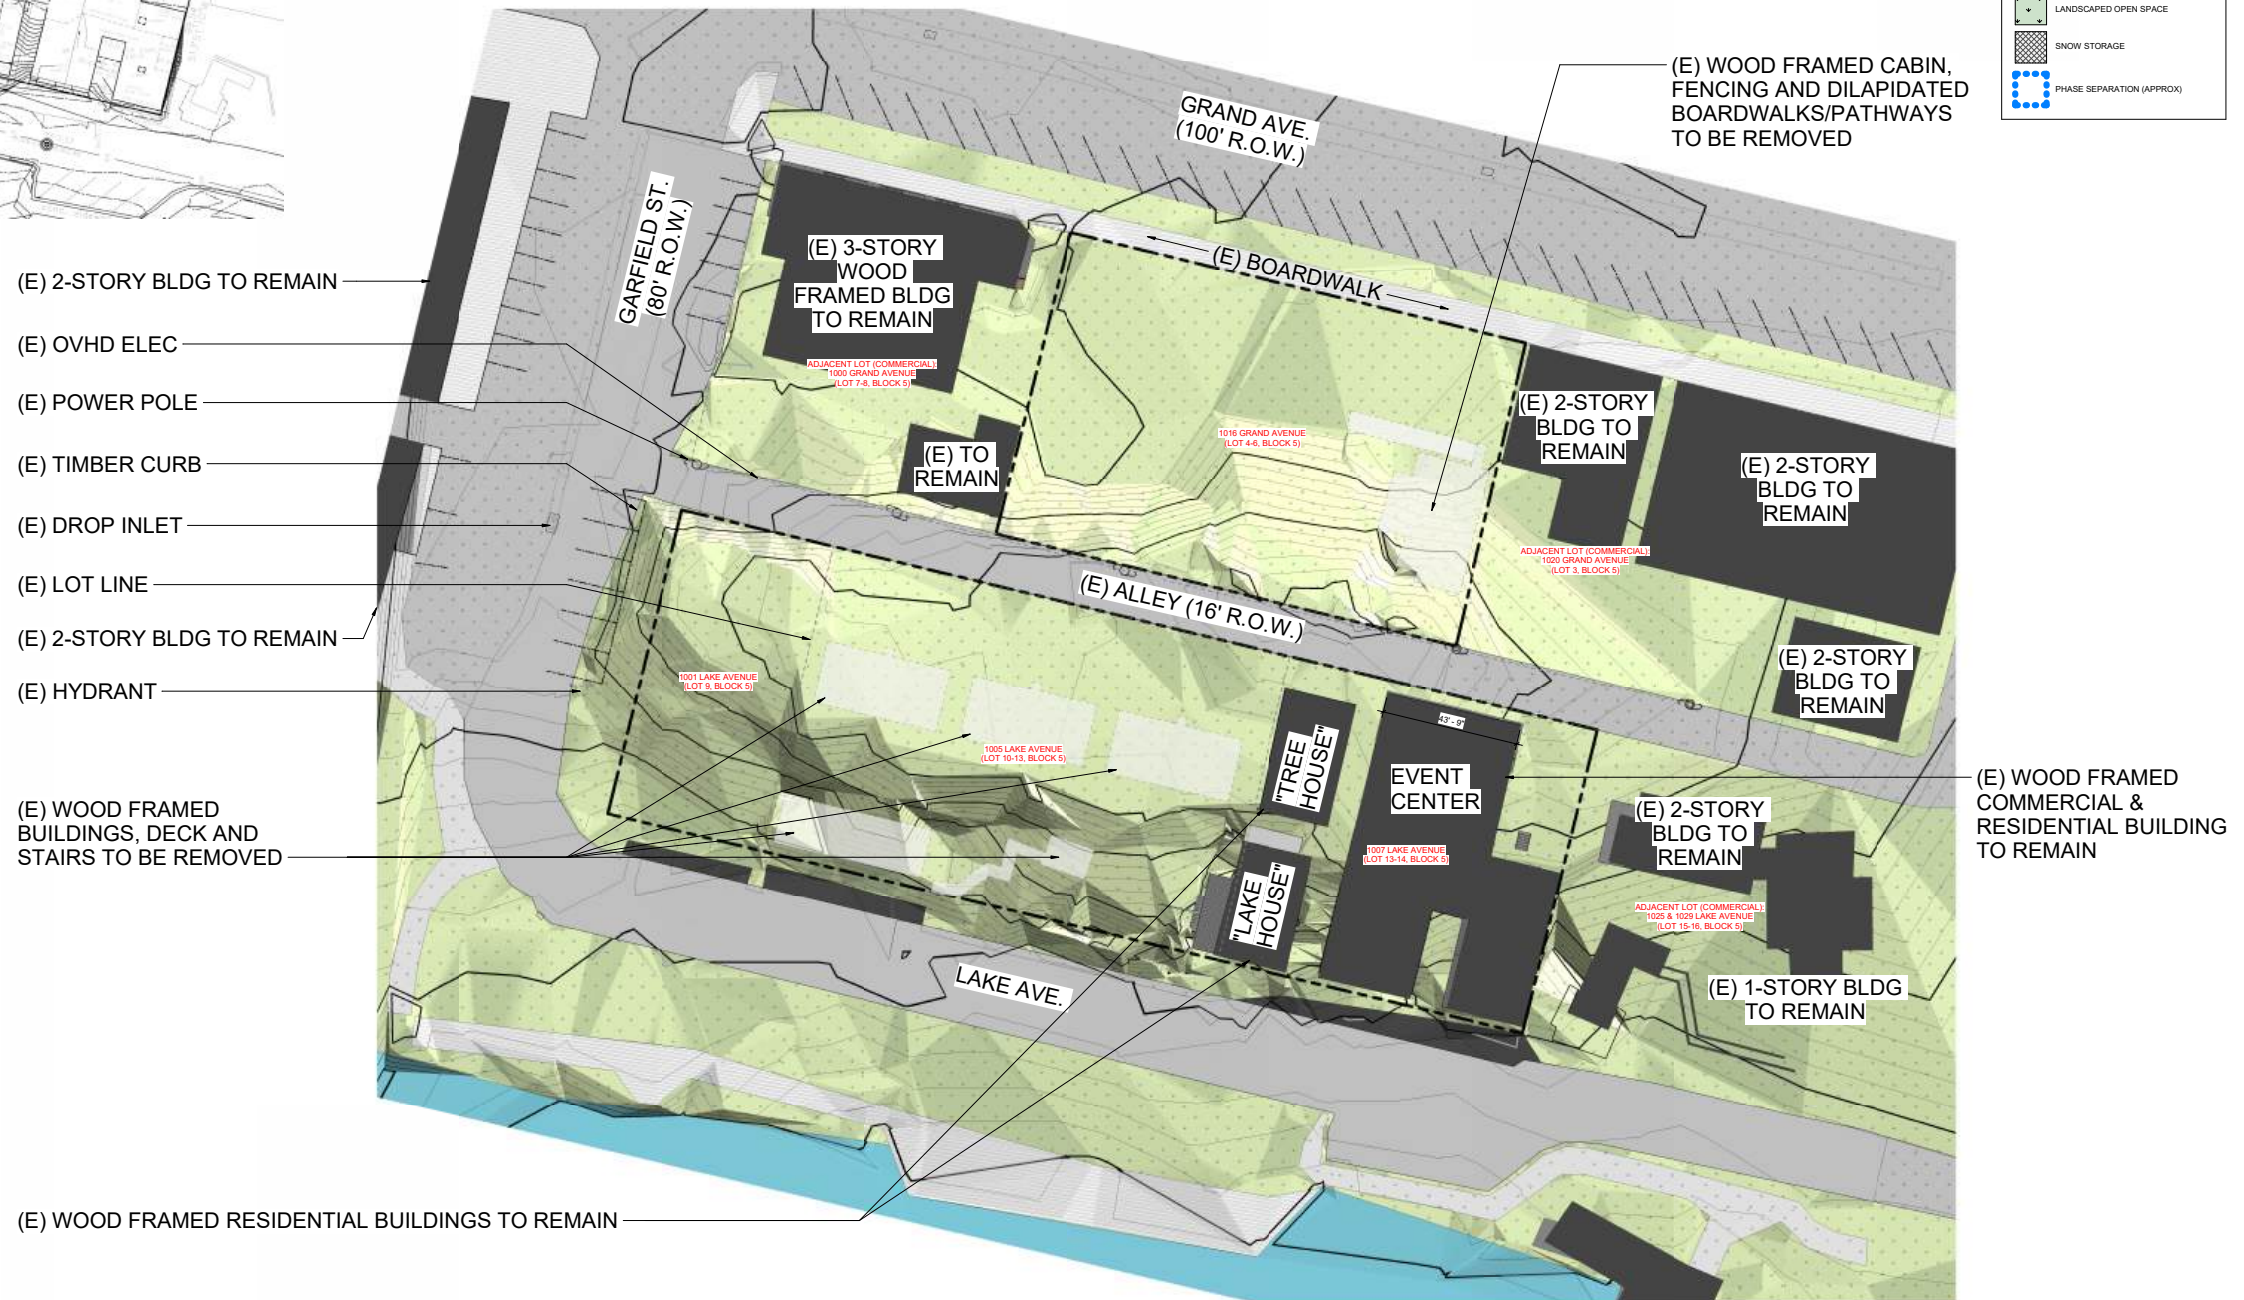 LANDSCAPED OPEN SPACE
SNOW STORAGE
PHASE SEPARATION (APPROX)
(E) WOOD FRAMED CABIN,
FENCING AND DILAPIDATED
BOARDWALKS/PATHWAYS
TO BE REMOVED
GRAND AVE.
(100' R.O.W.)
GARFIELD ST.
(80' R.O.W.)
(E) 3-STORY
WOOD
FRAMED BLDG
TO REMAIN
(E) BOARDWALK
ADJACENT LOT (COMMERCIAL):
1000 GRAND AVENUE
(LOT 7-8, BLOCK 5)
(E) 2-STORY BLDG TO REMAIN
(E) OVHD ELEC
(E) POWER POLE
(E) TIMBER CURB
(E) DROP INLET
(E) LOT LINE
(E) 2-STORY BLDG TO REMAIN
(E) HYDRANT
(E) WOOD FRAMED
BUILDINGS, DECK AND
STAIRS TO BE REMOVED
(E) TO
REMAIN
1016 GRAND AVENUE
(LOT 4-6, BLOCK 5)
(E) 2-STORY
BLDG TO
REMAIN
(E) 2-STORY
BLDG TO
REMAIN
ADJACENT LOT (COMMERCIAL):
1020 GRAND AVENUE
(LOT 3, BLOCK 5)
(E) ALLEY (16' R.O.W.)
(E) 2-STORY
BLDG TO
REMAIN
1001 LAKE AVENUE
(LOT 9, BLOCK 5)
1005 LAKE AVENUE
(LOT 10-13, BLOCK 5)
"TREE
HOUSE"
43' - 9"
EVENT
CENTER
1007 LAKE AVENUE
(LOT 13-14, BLOCK 5)
"LAKE
HOUSE"
(E) WOOD FRAMED
COMMERCIAL &
RESIDENTIAL BUILDING
TO REMAIN
(E) 2-STORY
BLDG TO
REMAIN
ADJACENT LOT (COMMERCIAL):
1025 & 1029 LAKE AVENUE
(LOT 15-16, BLOCK 5)
(E) 1-STORY BLDG
TO REMAIN
LAKE AVE.
(E) WOOD FRAMED RESIDENTIAL BUILDINGS TO REMAIN